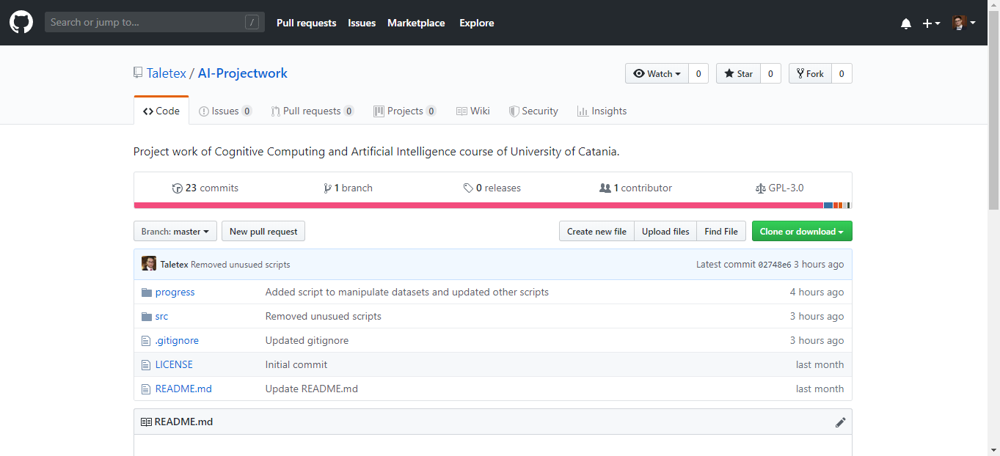 Search or jump to... / Pull requests Issues Marketplace Explore
Taletex / AI-Projectwork Watch 0 Star 0 Fork 0
Code Issues 0 Pull requests 0 Projects 0 Wiki Security Insights
Project work of Cognitive Computing and Artificial Intelligence course of University of Catania.
23 commits 1 branch 0 releases 1 contributor GPL-3.0
Branch: master New pull request Create new file Upload files Find File Clone or download
Taletex Removed unusued scripts Latest commit 02748e6 3 hours ago
progress Added script to manipulate datasets and updated other scripts 4 hours ago
src Removed unusued scripts 3 hours ago
.gitignore Updated gitignore 3 hours ago
LICENSE Initial commit last month
README.md Update README.md last month
README.md